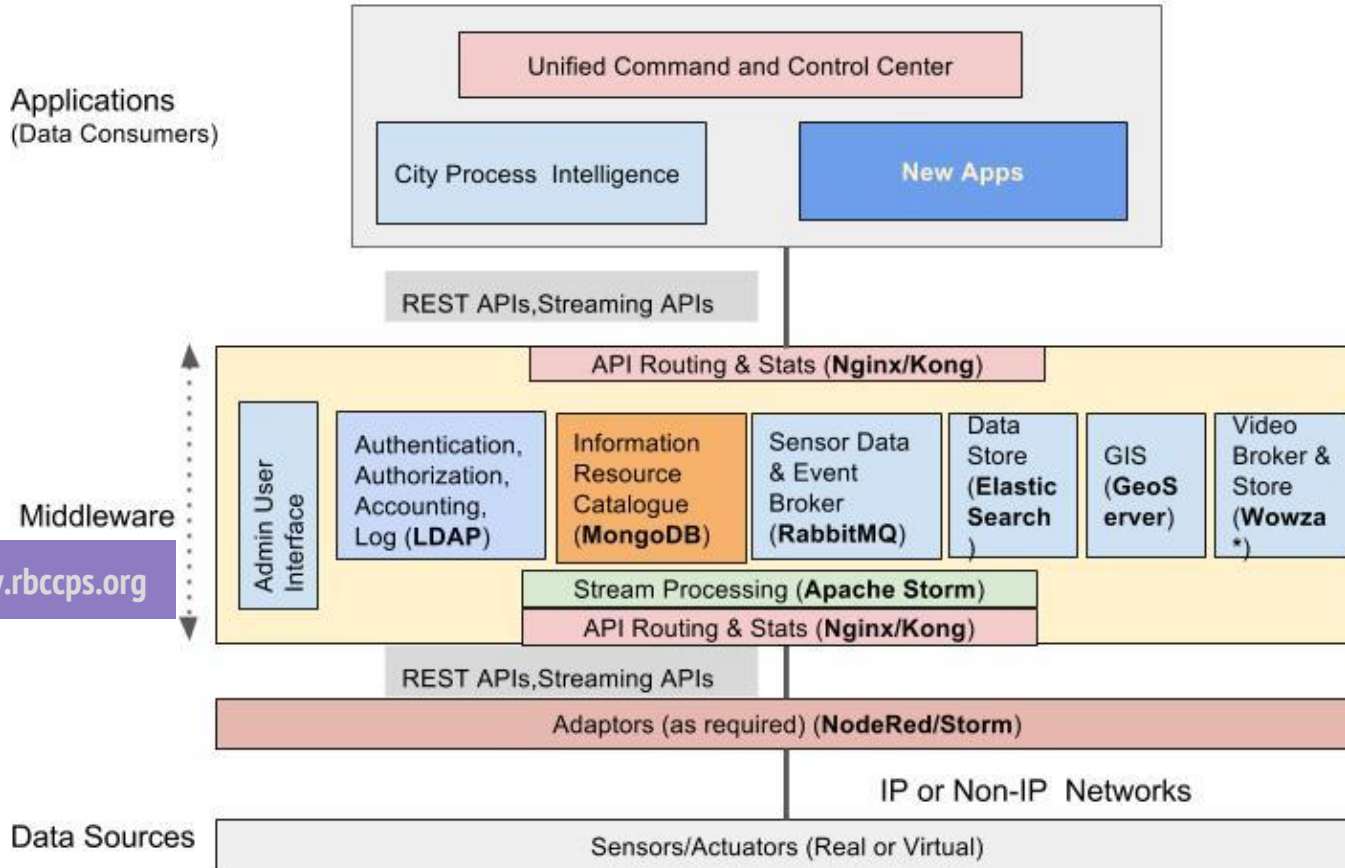 Unified Command and Control Center
Applications
(Data Consumers)
City Process Intelligence
New Apps
REST APIs,Streaming APIs
API Routing & Stats (Nginx/Kong)
Middleware
Admin User
Interface
Authentication,
Authorization,
Accounting,
Log (LDAP)
Information
Resource
Catalogue
(MongoDB)
Sensor Data
& Event
Broker
(RabbitMQ)
Data
Store
(Elastic
Search
)
GIS
(GeoS
erver)
Video
Broker &
Store
(Wowza
*)
.rbccps.org
Stream Processing (Apache Storm)
API Routing & Stats (Nginx/Kong)
REST APIs,Streaming APIs
Adaptors (as required) (NodeRed/Storm)
IP or Non-IP Networks
Data Sources
Sensors/Actuators (Real or Virtual)